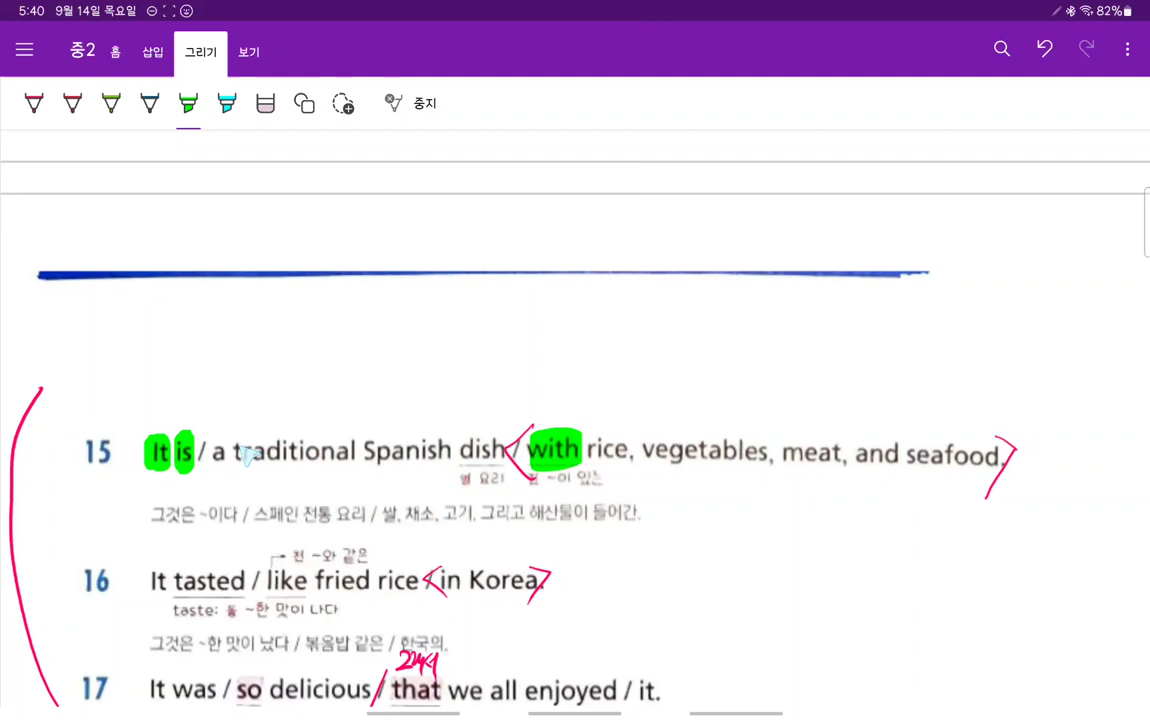 5:40 9월 14일 목요일 82%
중2 홈 삽입 그리기 보기
중지
15 It is / a traditional Spanish dish / with rice, vegetables, meat, and seafood.
명 요리 전 ~이 있는
그것은 ~이다 / 스페인 전통 요리 / 쌀, 채소, 고기, 그리고 해산물이 들어간.
전 ~와 같은
16 It tasted / like fried rice / in Korea.
taste: 동 ~한 맛이 나다
그것은 ~한 맛이 났다 / 볶음밥 같은 / 한국의.
17 It was / so delicious / that we all enjoyed / it.